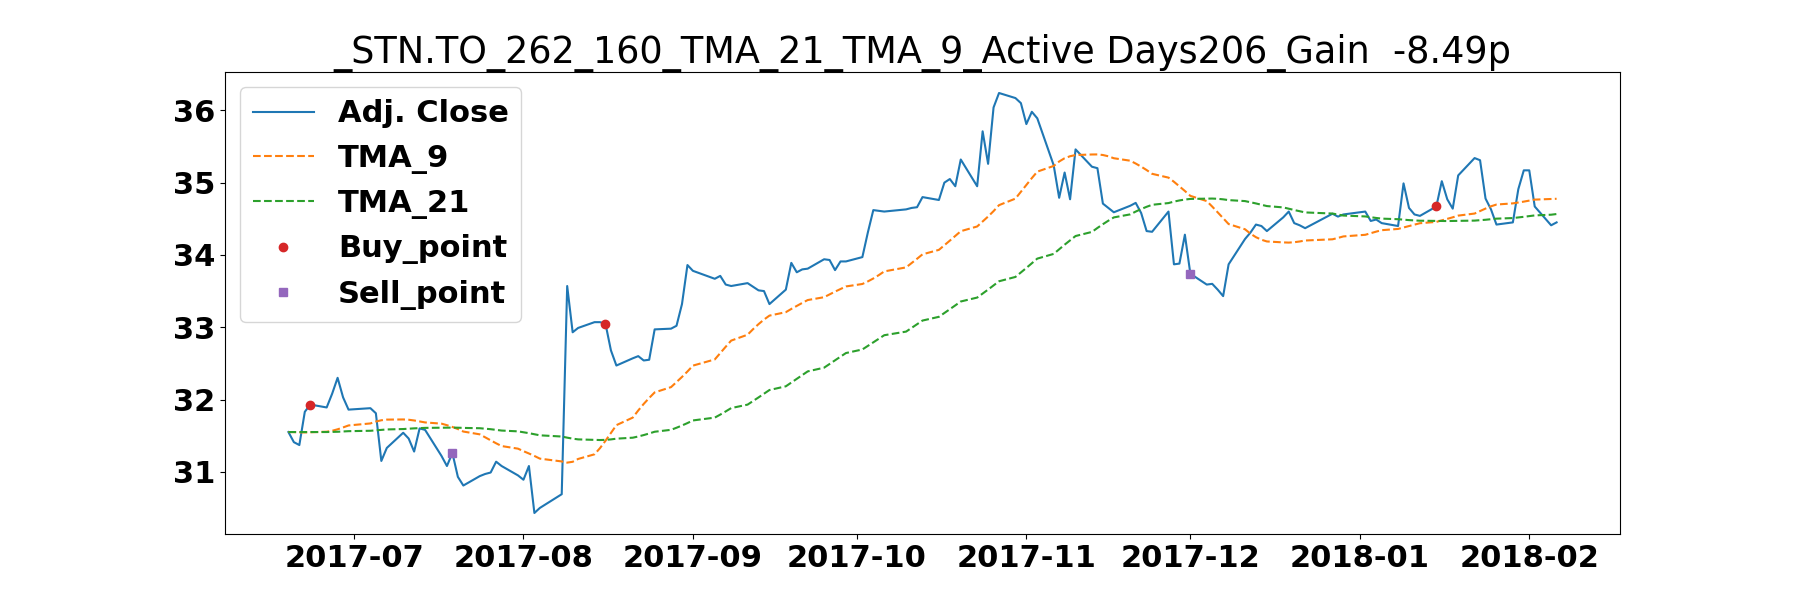 _STN.TO_262_160_TMA_21_TMA_9_Active Days206_Gain  -8.49p
36
35
34
33
32
31
Adj. Close
TMA_9
TMA_21
Buy_point
Sell_point
2017-07 2017-08 2017-09 2017-10 2017-11 2017-12 2018-01 2018-02